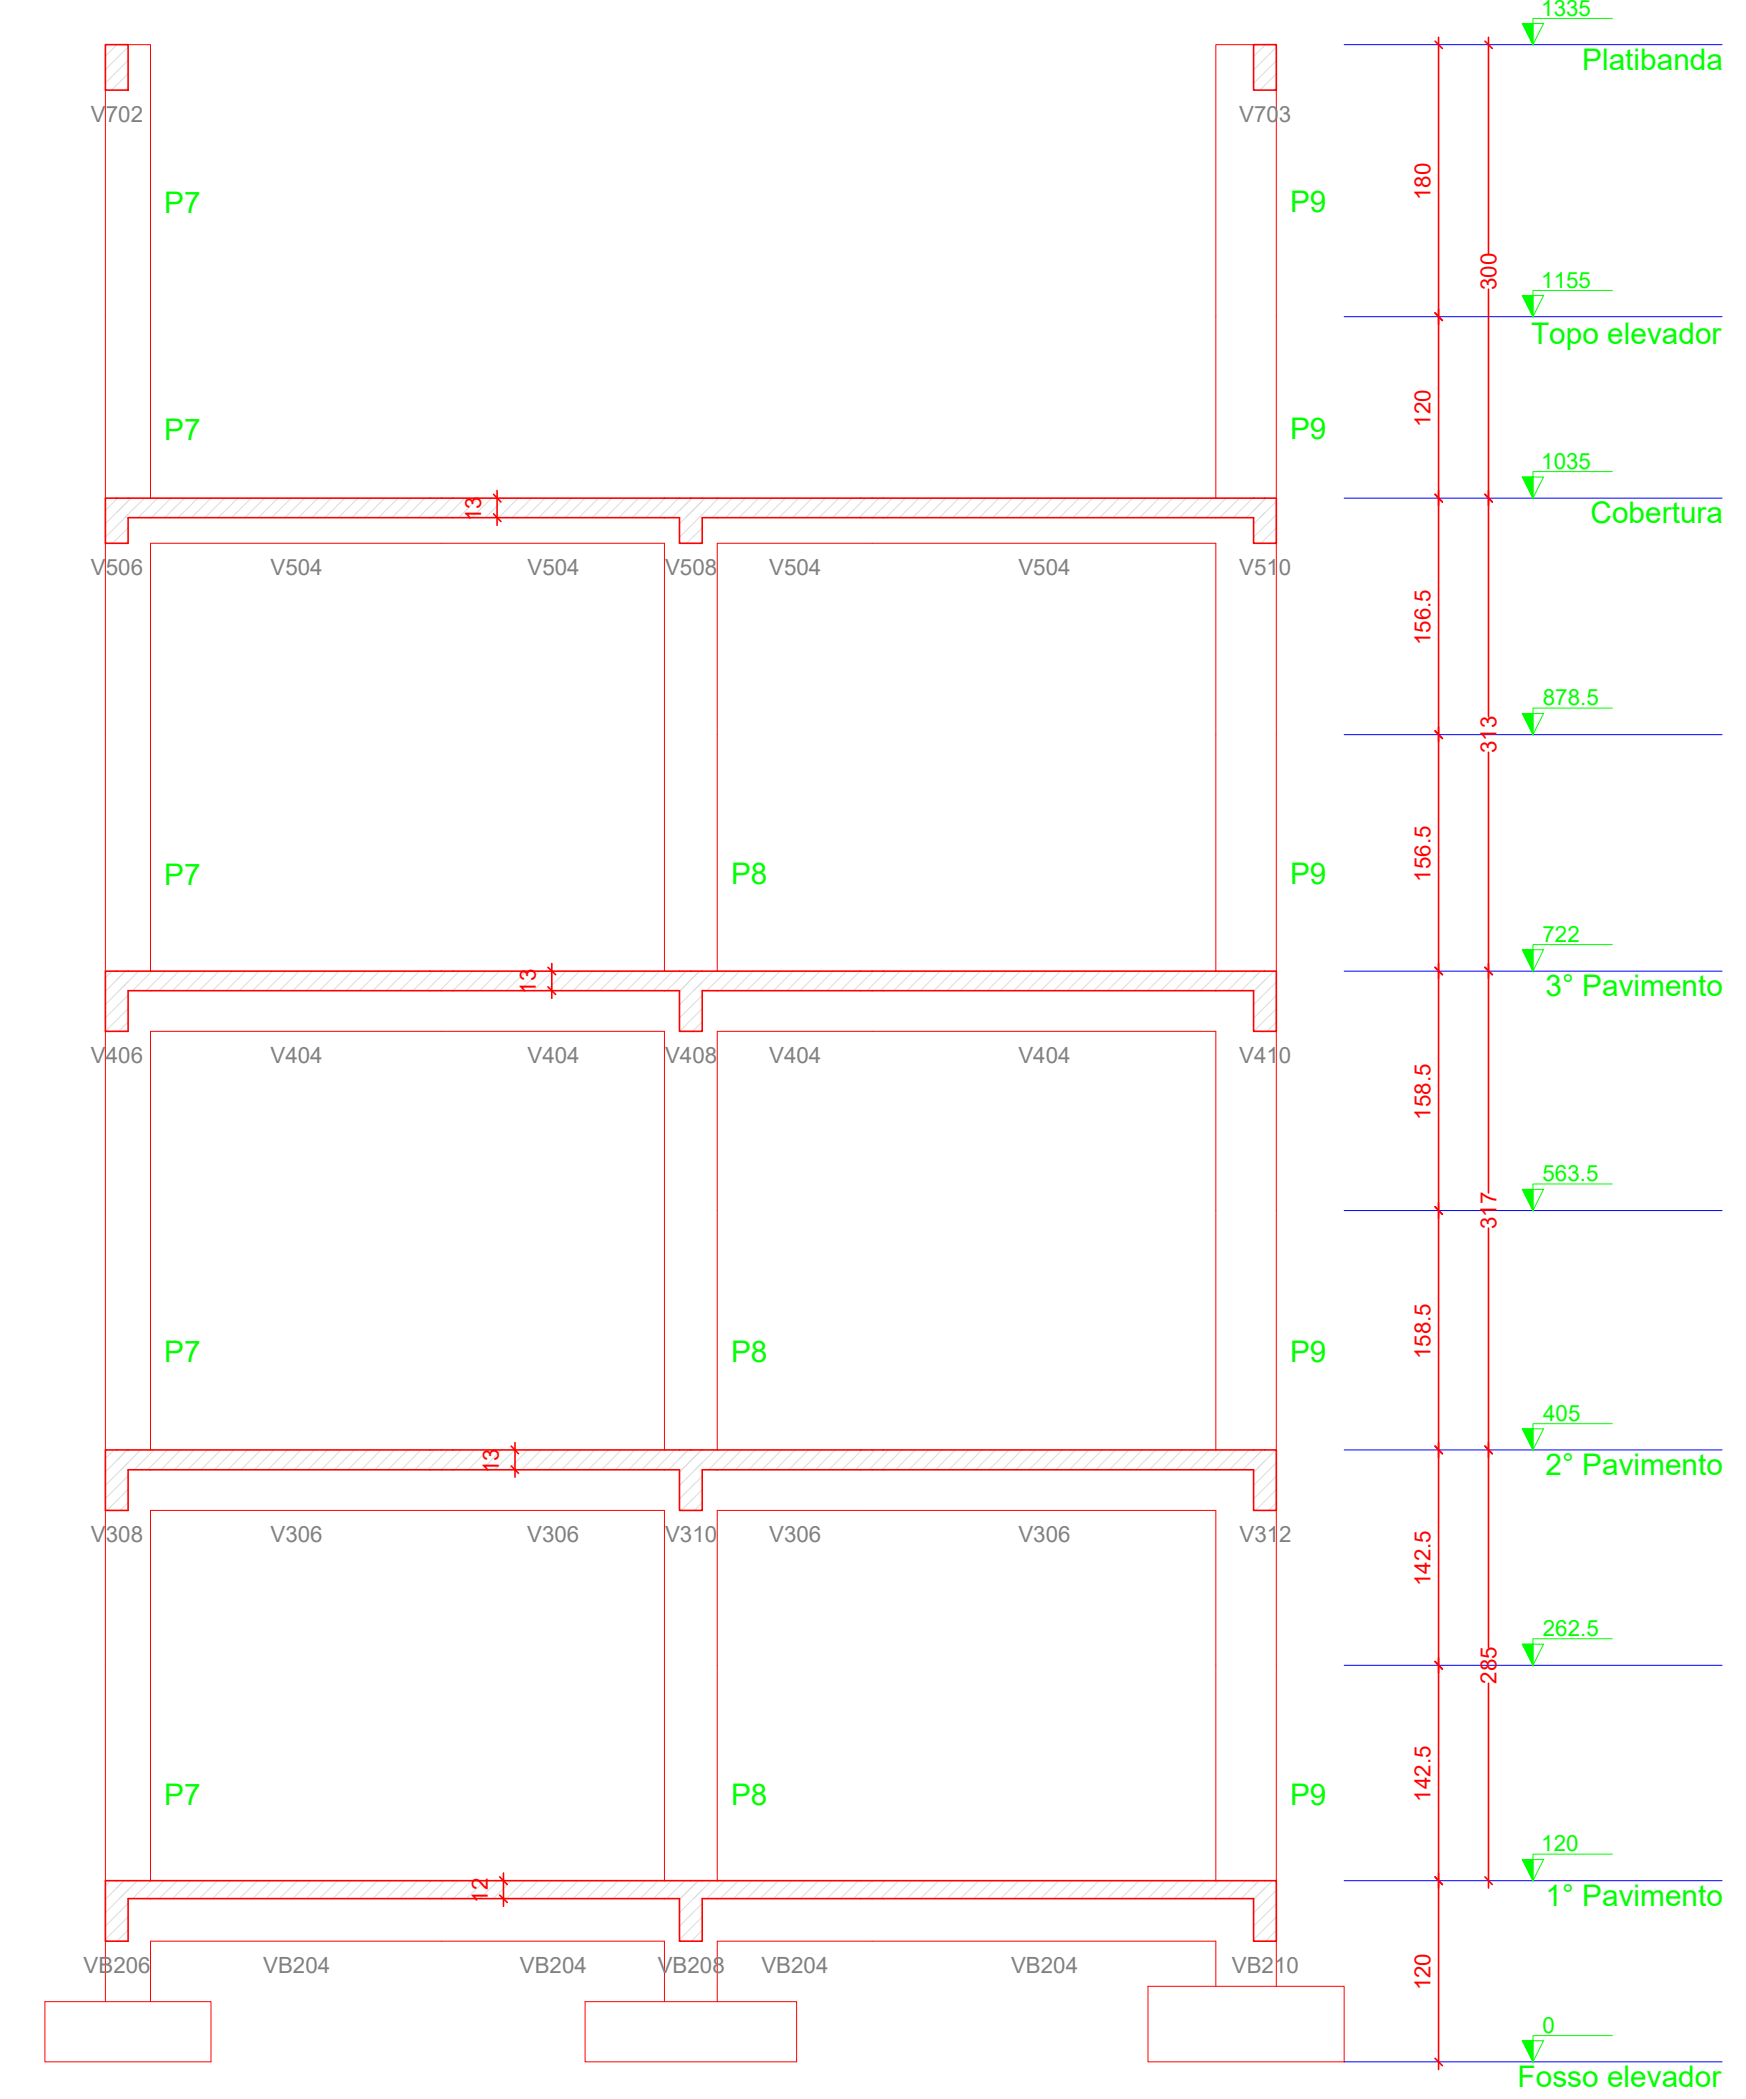 1335
Platibanda
V702 V703
180
P7 P9
300
1155
Topo elevador
120
P7 P9
1035
Cobertura
13
V506 V504 V504 V508 V504 V504 V510
156.5
878.5
313
156.5
P7 P8 P9
722
3° Pavimento
13
V406 V404 V404 V408 V404 V404 V410
158.5
563.5
317
158.5
P7 P8 P9
405
2° Pavimento
13
V308 V306 V306 V310 V306 V306 V312
142.5
262.5
285
142.5
P7 P8 P9
120
1° Pavimento
12
VB206 VB204 VB204 VB208 VB204 VB204 VB210
120
0
Fosso elevador